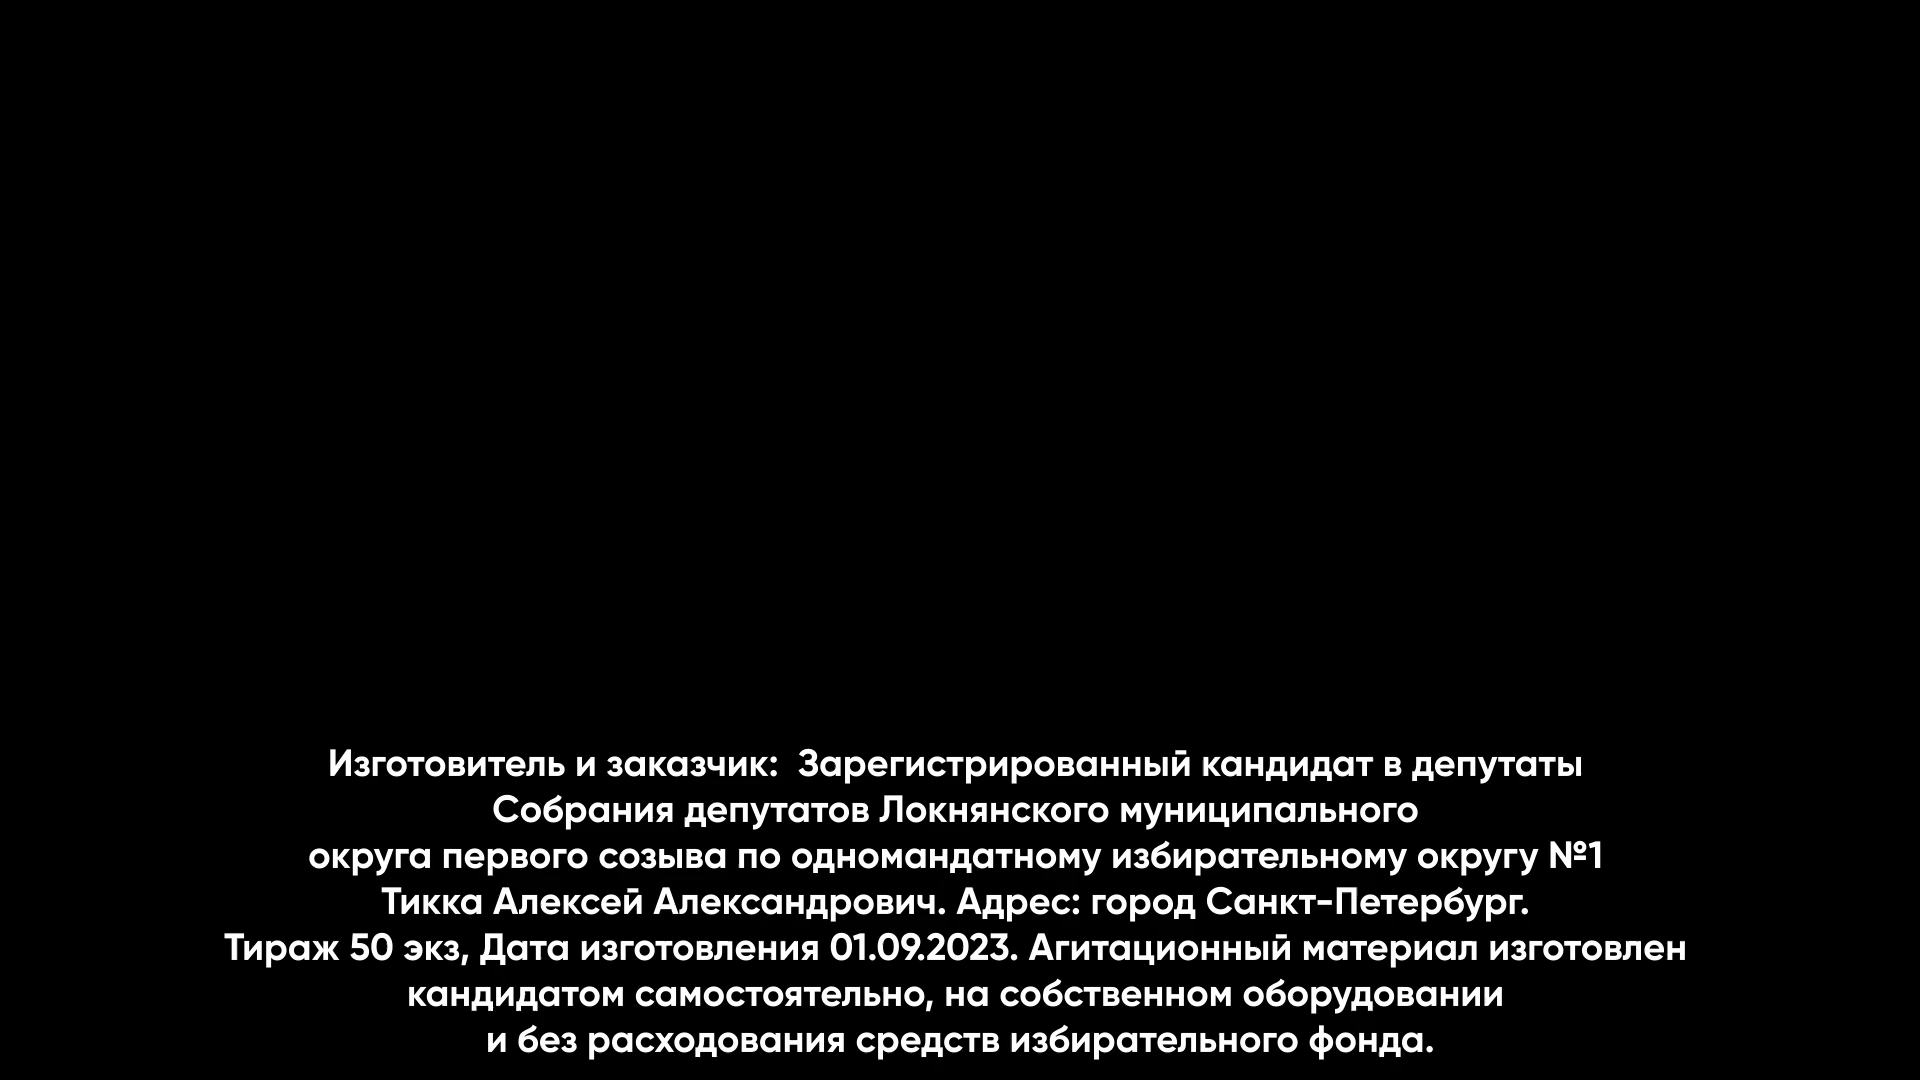 Изготовитель и заказчик:  Зарегистрированный кандидат в депутаты
Собрания депутатов Локнянского муниципального
округа первого созыва по одномандатному избирательному округу №1
Тикка Алексей Александрович. Адрес: город Санкт-Петербург.
Тираж 50 экз, Дата изготовления 01.09.2023. Агитационный материал изготовлен
кандидатом самостоятельно, на собственном оборудовании
и без расходования средств избирательного фонда.